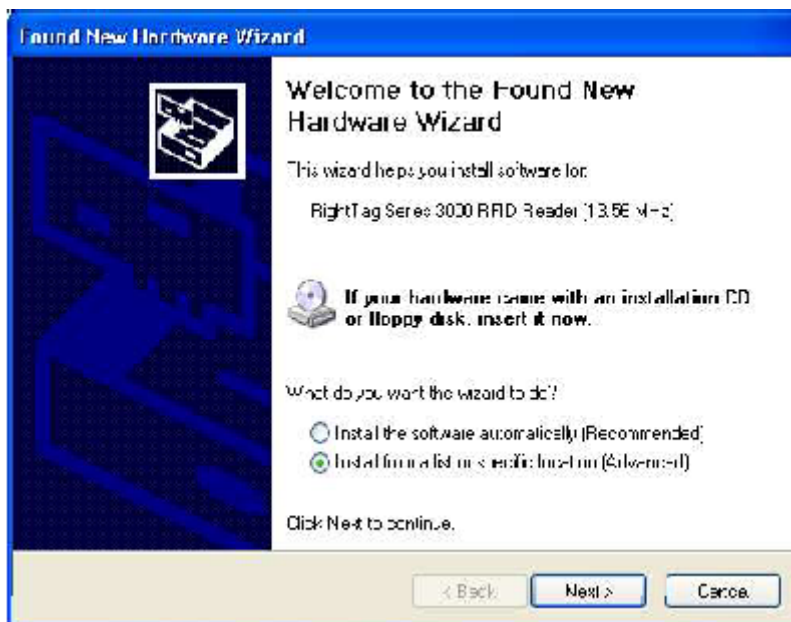 Found New Hardware Wizard
Welcome to the Found New
Hardware Wizard
This wizard helps you install software for:
RightTag Series 3000 RFID Reader (13.56 MHz)
If your hardware came with an installation CD
or floppy disk, insert it now.
What do you want the wizard to do?
Install the software automatically (Recommended)
Install from a list or specific location (Advanced)
Click Next to continue.
< Back
Next >
Cancel